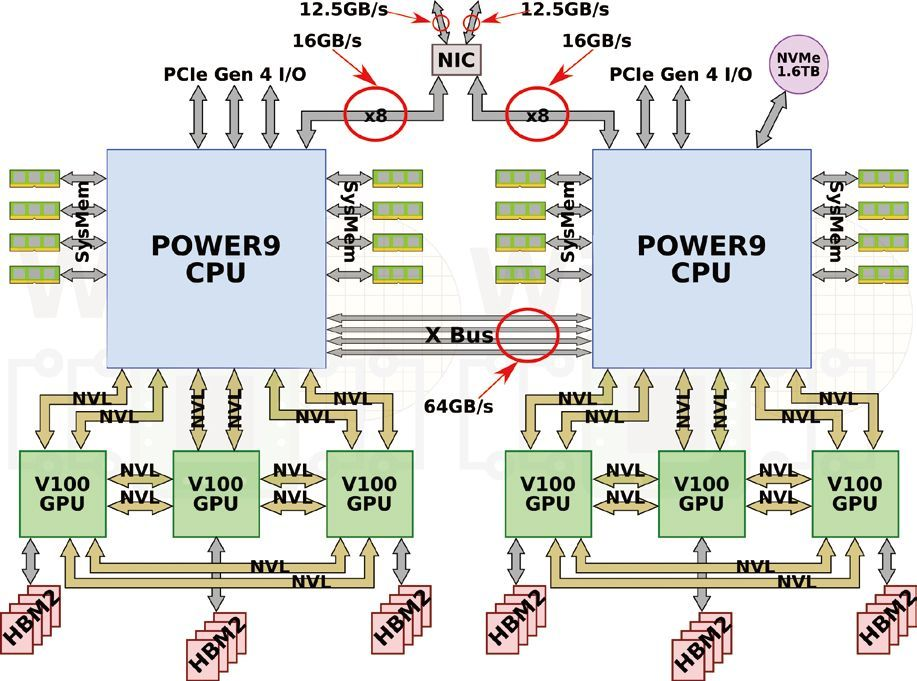 12.5GB/s
12.5GB/s
16GB/s
16GB/s
NIC
NVMe
1.6TB
PCIe Gen 4 I/O
PCIe Gen 4 I/O
x8
x8
SysMem
SysMem
SysMem
SysMem
POWER9
CPU
POWER9
CPU
X Bus
64GB/s
NVL
NVL
NVL
NVL
NVL
NVL
NVL
NVL
NVL
NVL
NVL
NVL
V100
GPU
NVL
NVL
V100
GPU
NVL
NVL
V100
GPU
V100
GPU
NVL
NVL
V100
GPU
NVL
NVL
V100
GPU
NVL
NVL
NVL
NVL
HBM2
HBM2
HBM2
HBM2
HBM2
HBM2